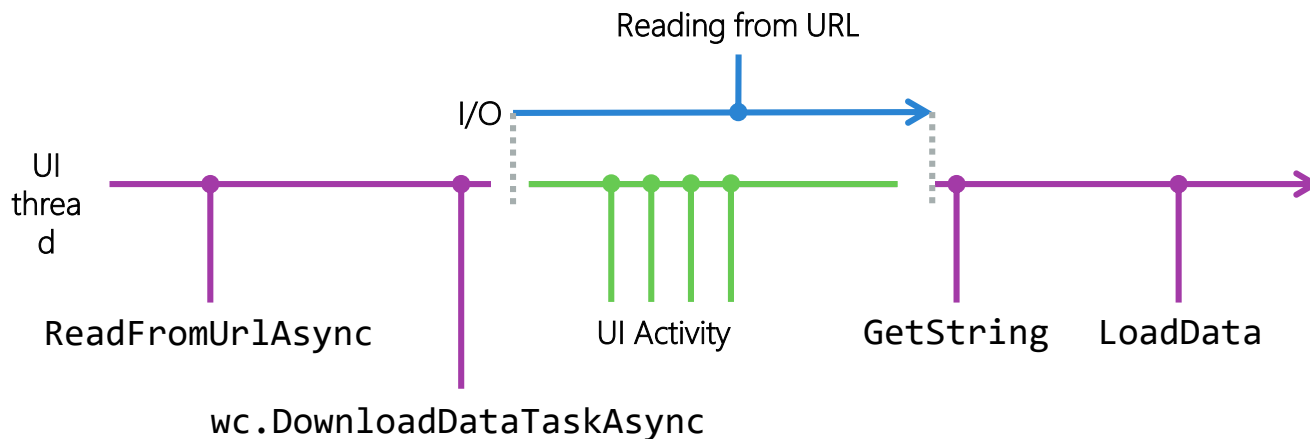 Reading from URL
I/O
UI
threa
d
ReadFromUrlAsync
UI Activity
GetString
LoadData
wc.DownloadDataTaskAsync